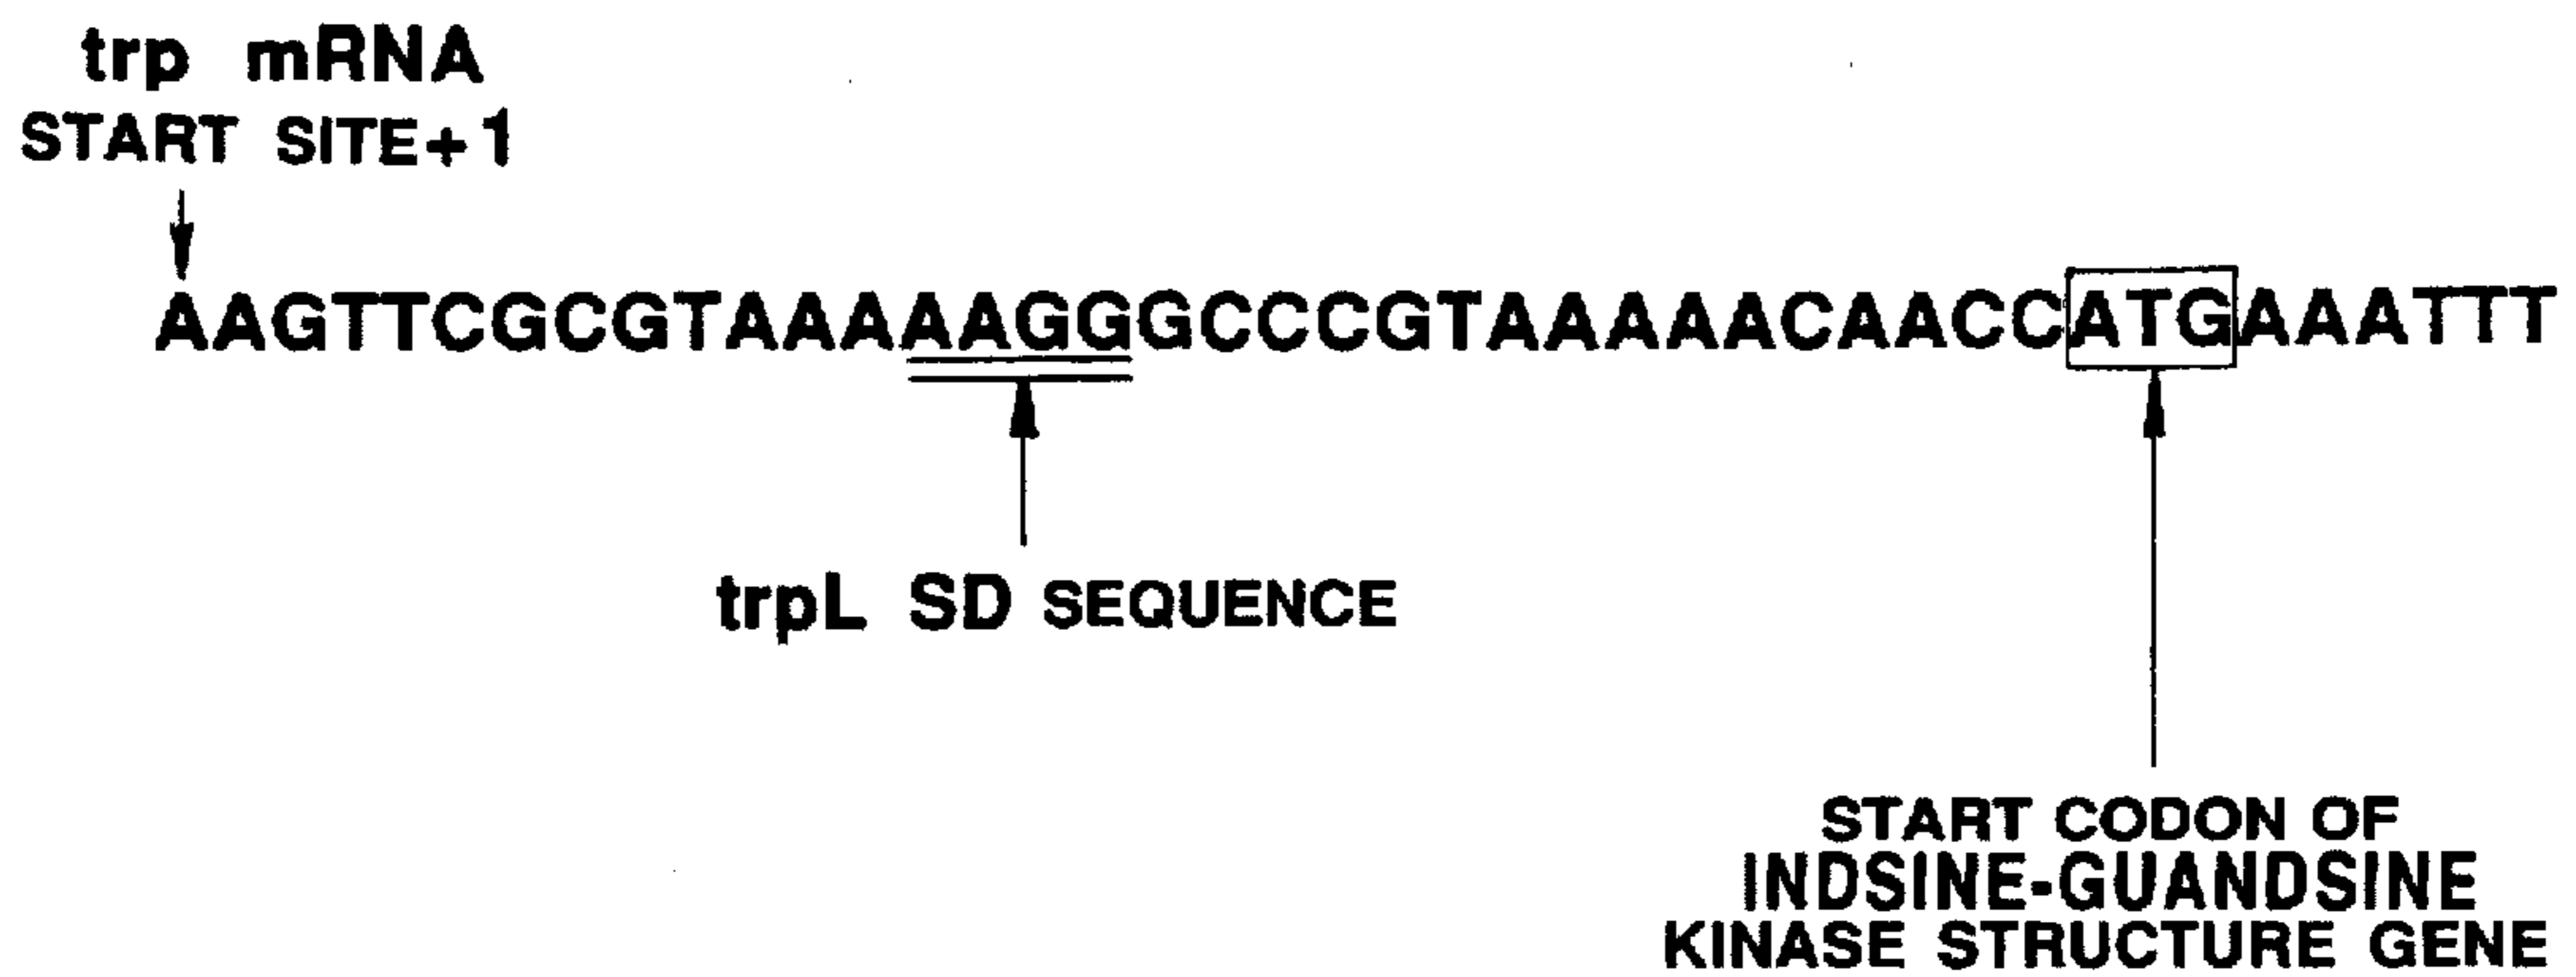 trp mRNA
START SITE+1
AAGTTCGCGTAAAAAGGGCCCGTAAAAACAACCATGAAATTT
trpL SD SEQUENCE
START CODON OF
INDSINE-GUANDSINE
KINASE STRUCTURE GENE